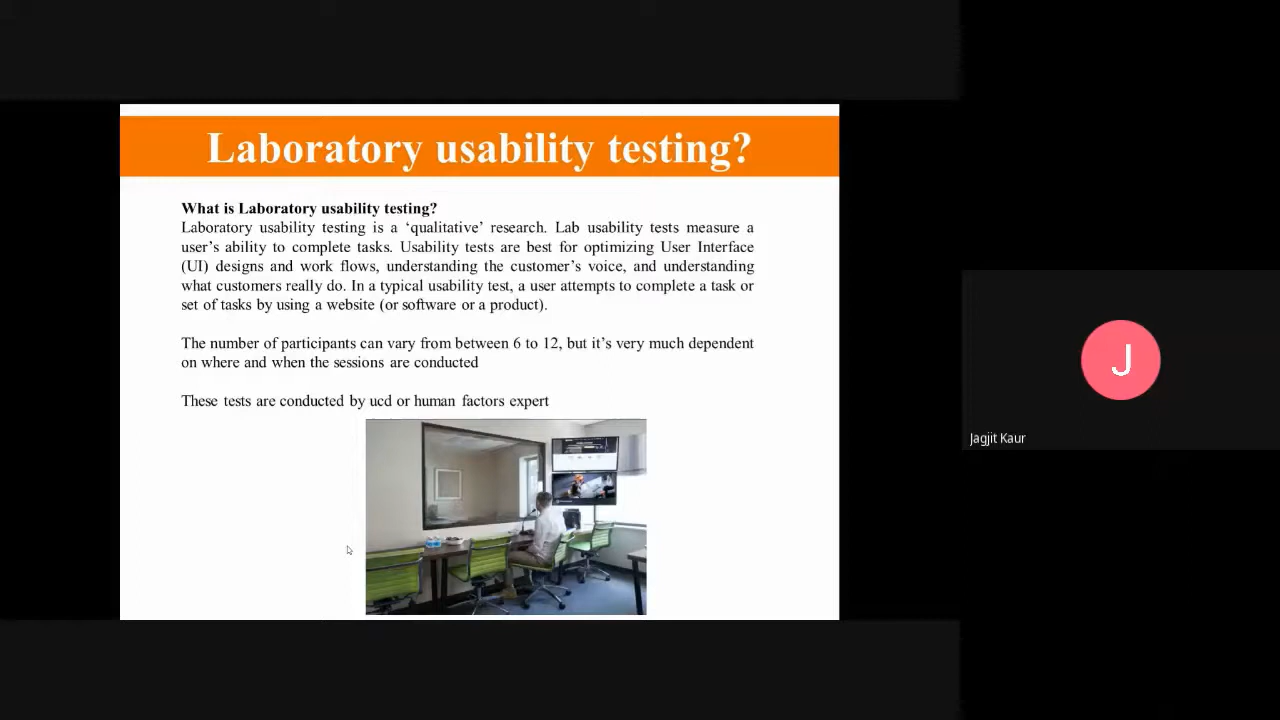 Laboratory usability testing?
What is Laboratory usability testing?
Laboratory usability testing is a ‘qualitative’ research. Lab usability tests measure a
user’s ability to complete tasks. Usability tests are best for optimizing User Interface
(UI) designs and work flows, understanding the customer’s voice, and understanding
what customers really do. In a typical usability test, a user attempts to complete a task or
set of tasks by using a website (or software or a product).
The number of participants can vary from between 6 to 12, but it’s very much dependent
on where and when the sessions are conducted
These tests are conducted by ucd or human factors expert
J
Jagjit Kaur